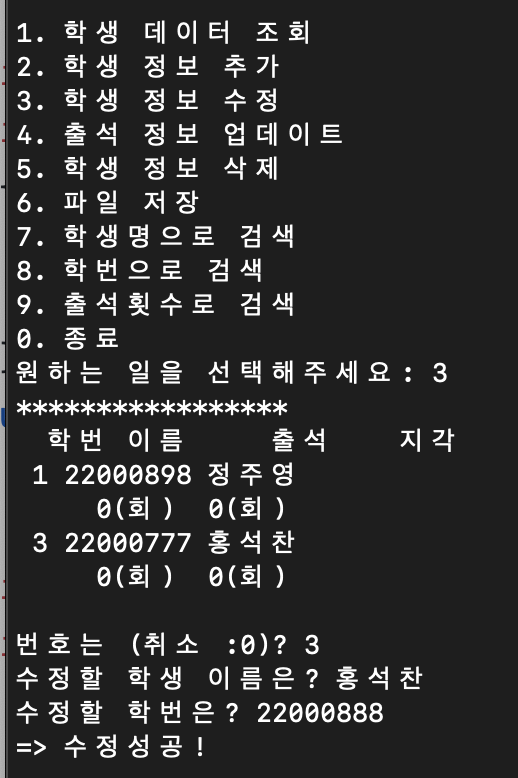 1. 학생 데이터 조회
2. 학생 정보 추가
3. 학생 정보 수정
4. 출석 정보 업데이트
5. 학생 정보 삭제
6. 파일 저장
7. 학생명으로 검색
8. 학번으로 검색
9. 출석횟수로 검색
0. 종료
원하는 일을 선택해주세요: 3
*****************
학번 이름 출석 지각
1 22000898 정주영
0(회) 0(회)
3 22000777 홍석찬
0(회) 0(회)
번호는 (취소 :0)? 3
수정할 학생 이름은? 홍석찬
수정할 학번은? 22000888
=> 수정성공!